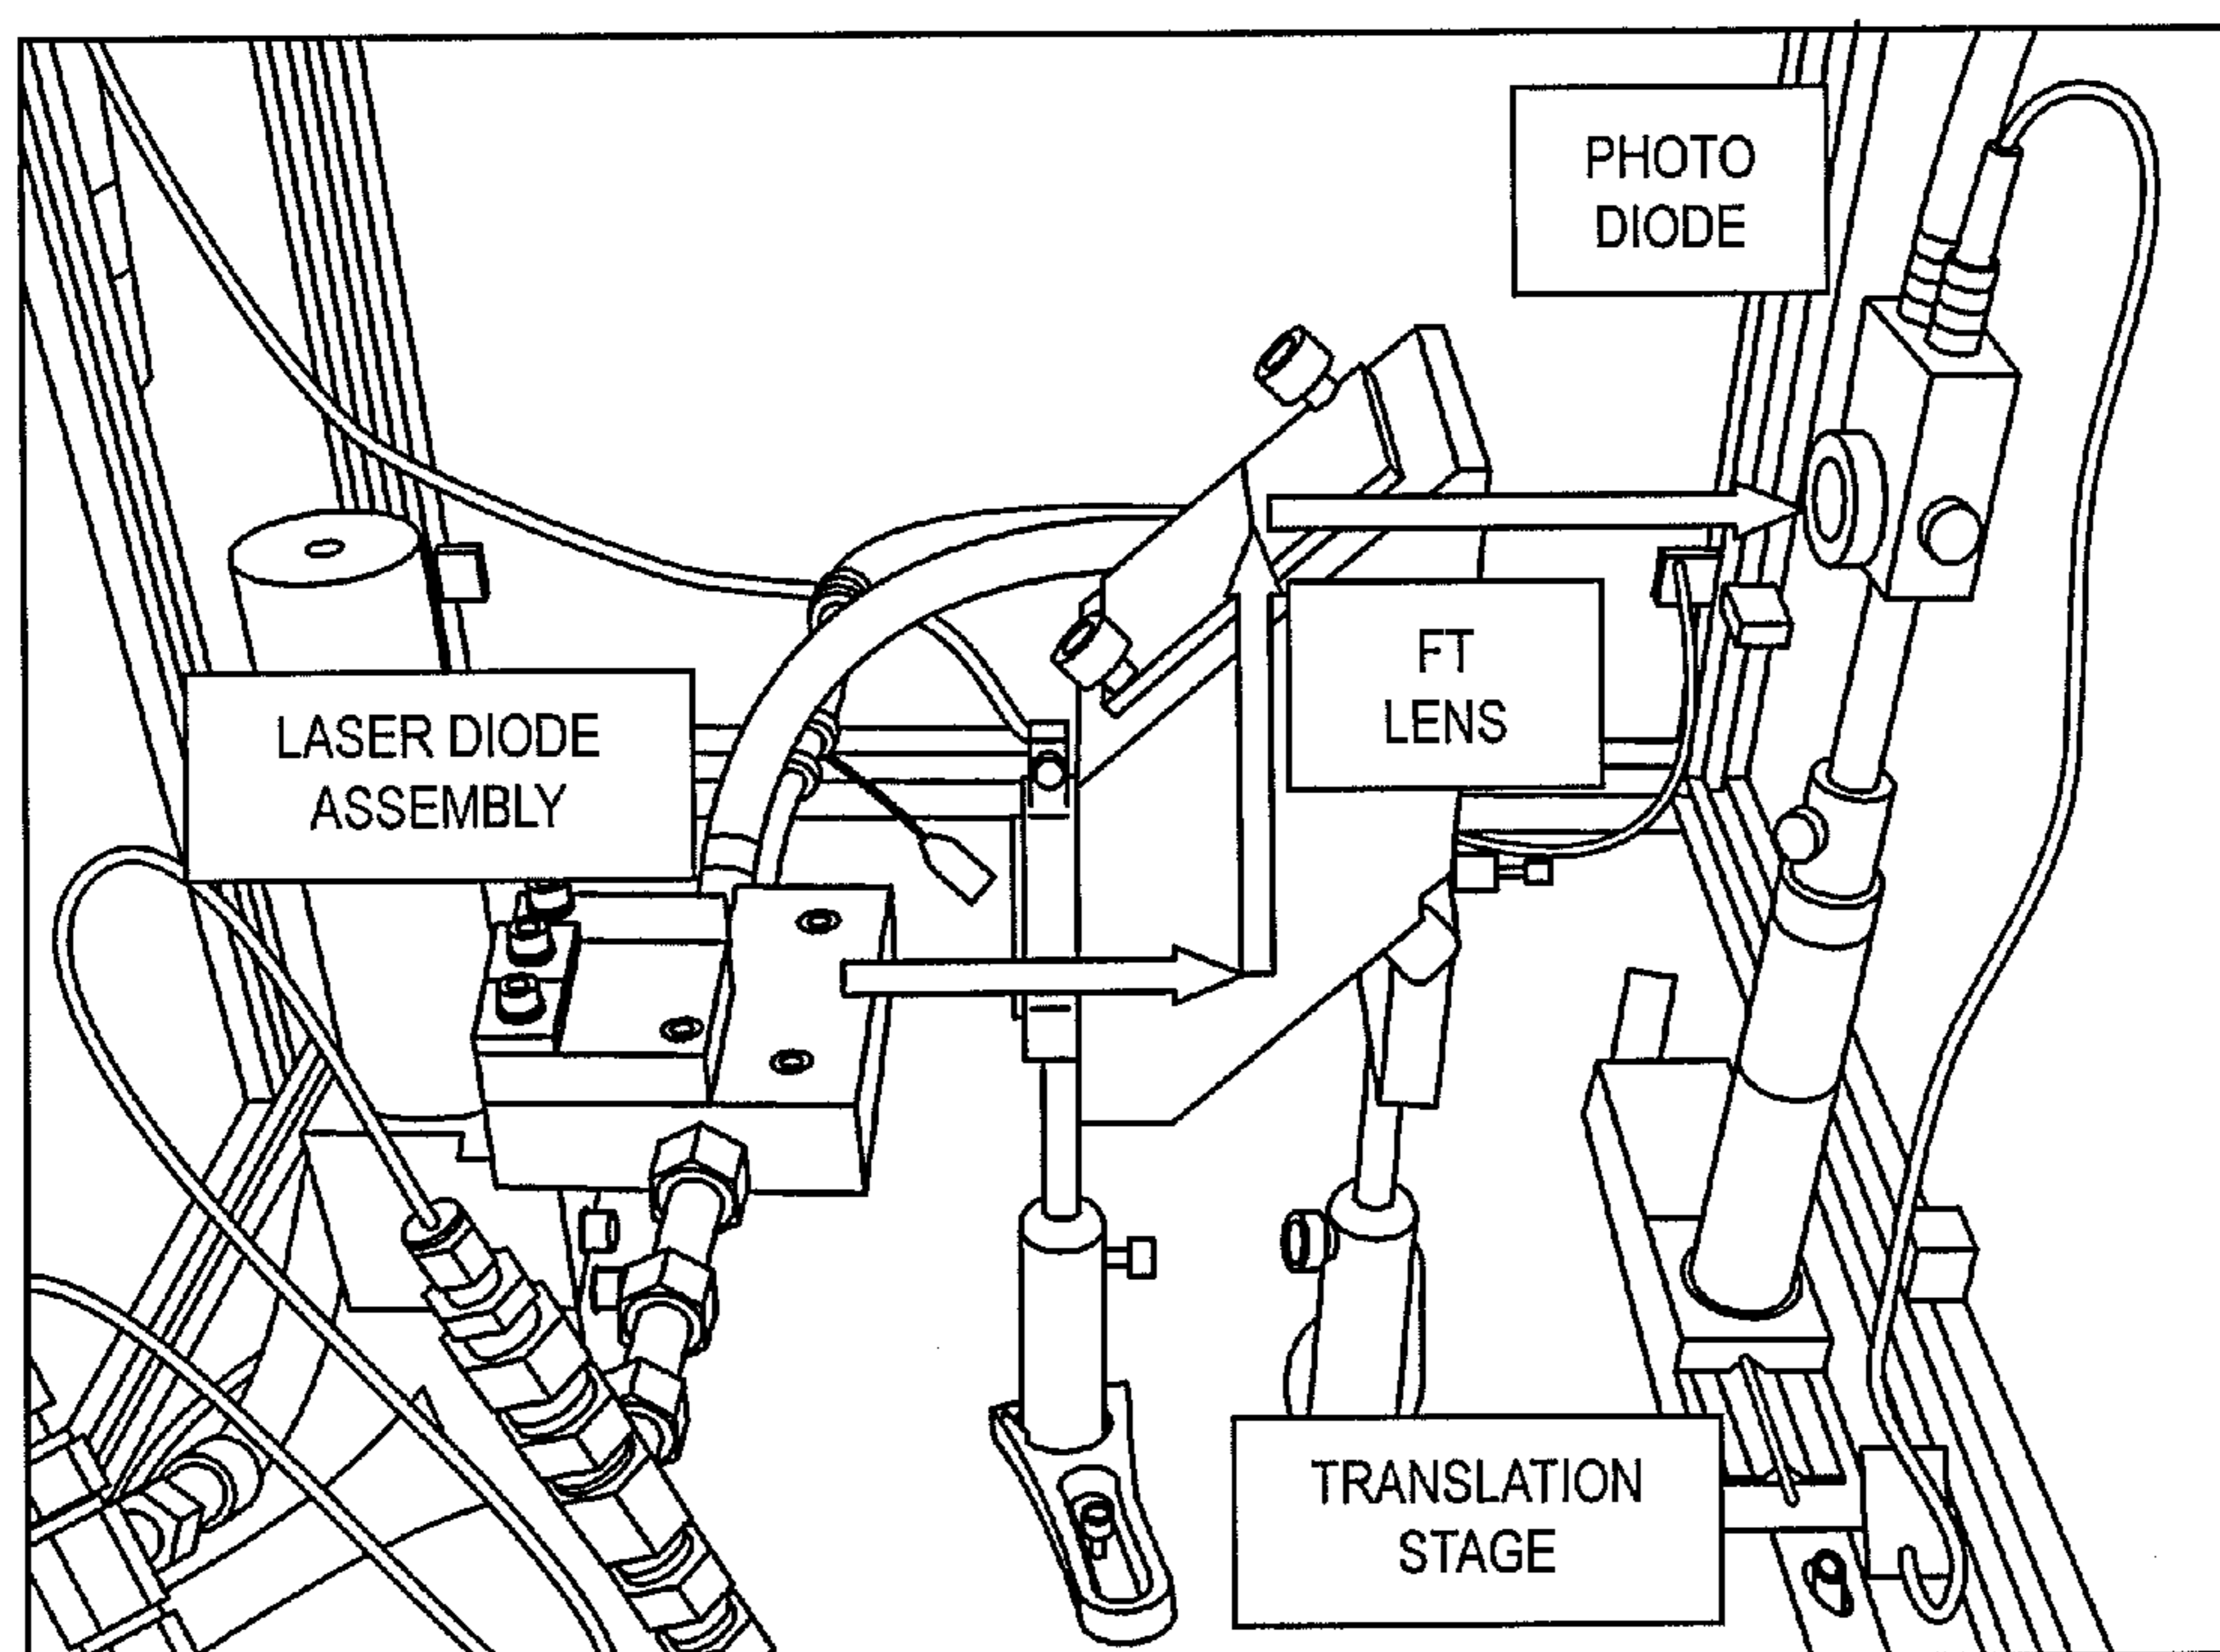 PHOTO
DIODE
FT
LENS
LASER DIODE
ASSEMBLY
TRANSLATION
STAGE